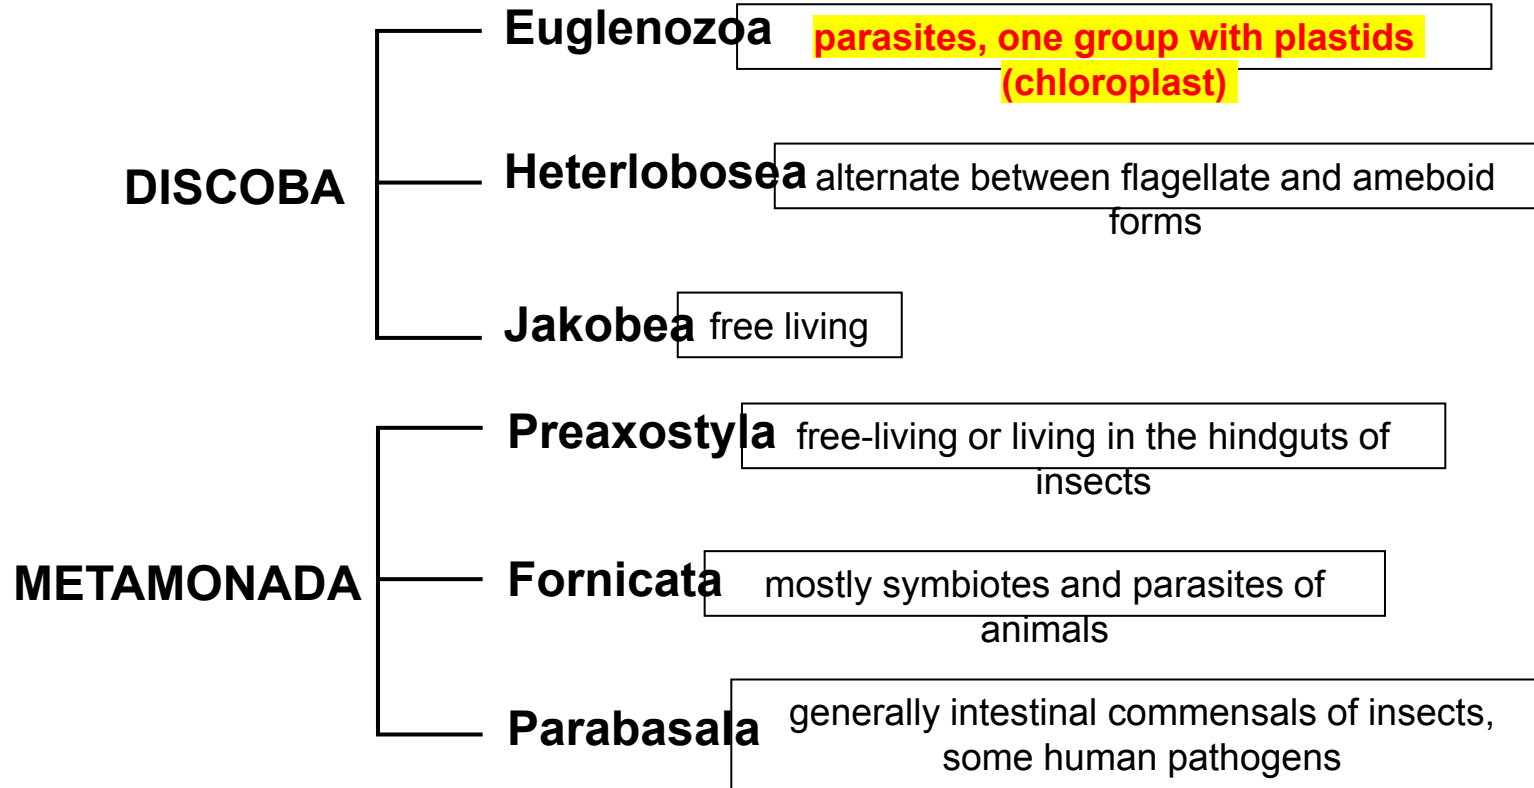 Euglenozoa
parasites, one group with plastids
(chloroplast)
DISCOBA
Heterlobosea
alternate between flagellate and ameboid
forms
Jakobea
free living
METAMONADA
Preaxostyla
free-living or living in the hindguts of
insects
Fornicata
mostly symbiotes and parasites of
animals
Parabasala
generally intestinal commensals of insects,
some human pathogens